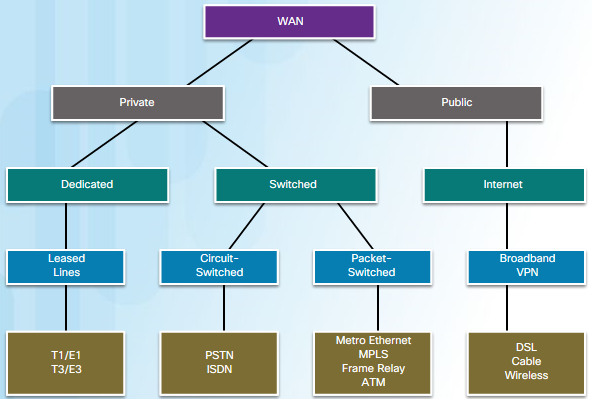 WAN
Private
Public
Dedicated
Switched
Internet
Leased
Lines
Circuit-
Switched
Packet-
Switched
Broadband
VPN
T1/E1
T3/E3
PSTN
ISDN
Metro Ethernet
MPLS
Frame Relay
ATM
DSL
Cable
Wireless